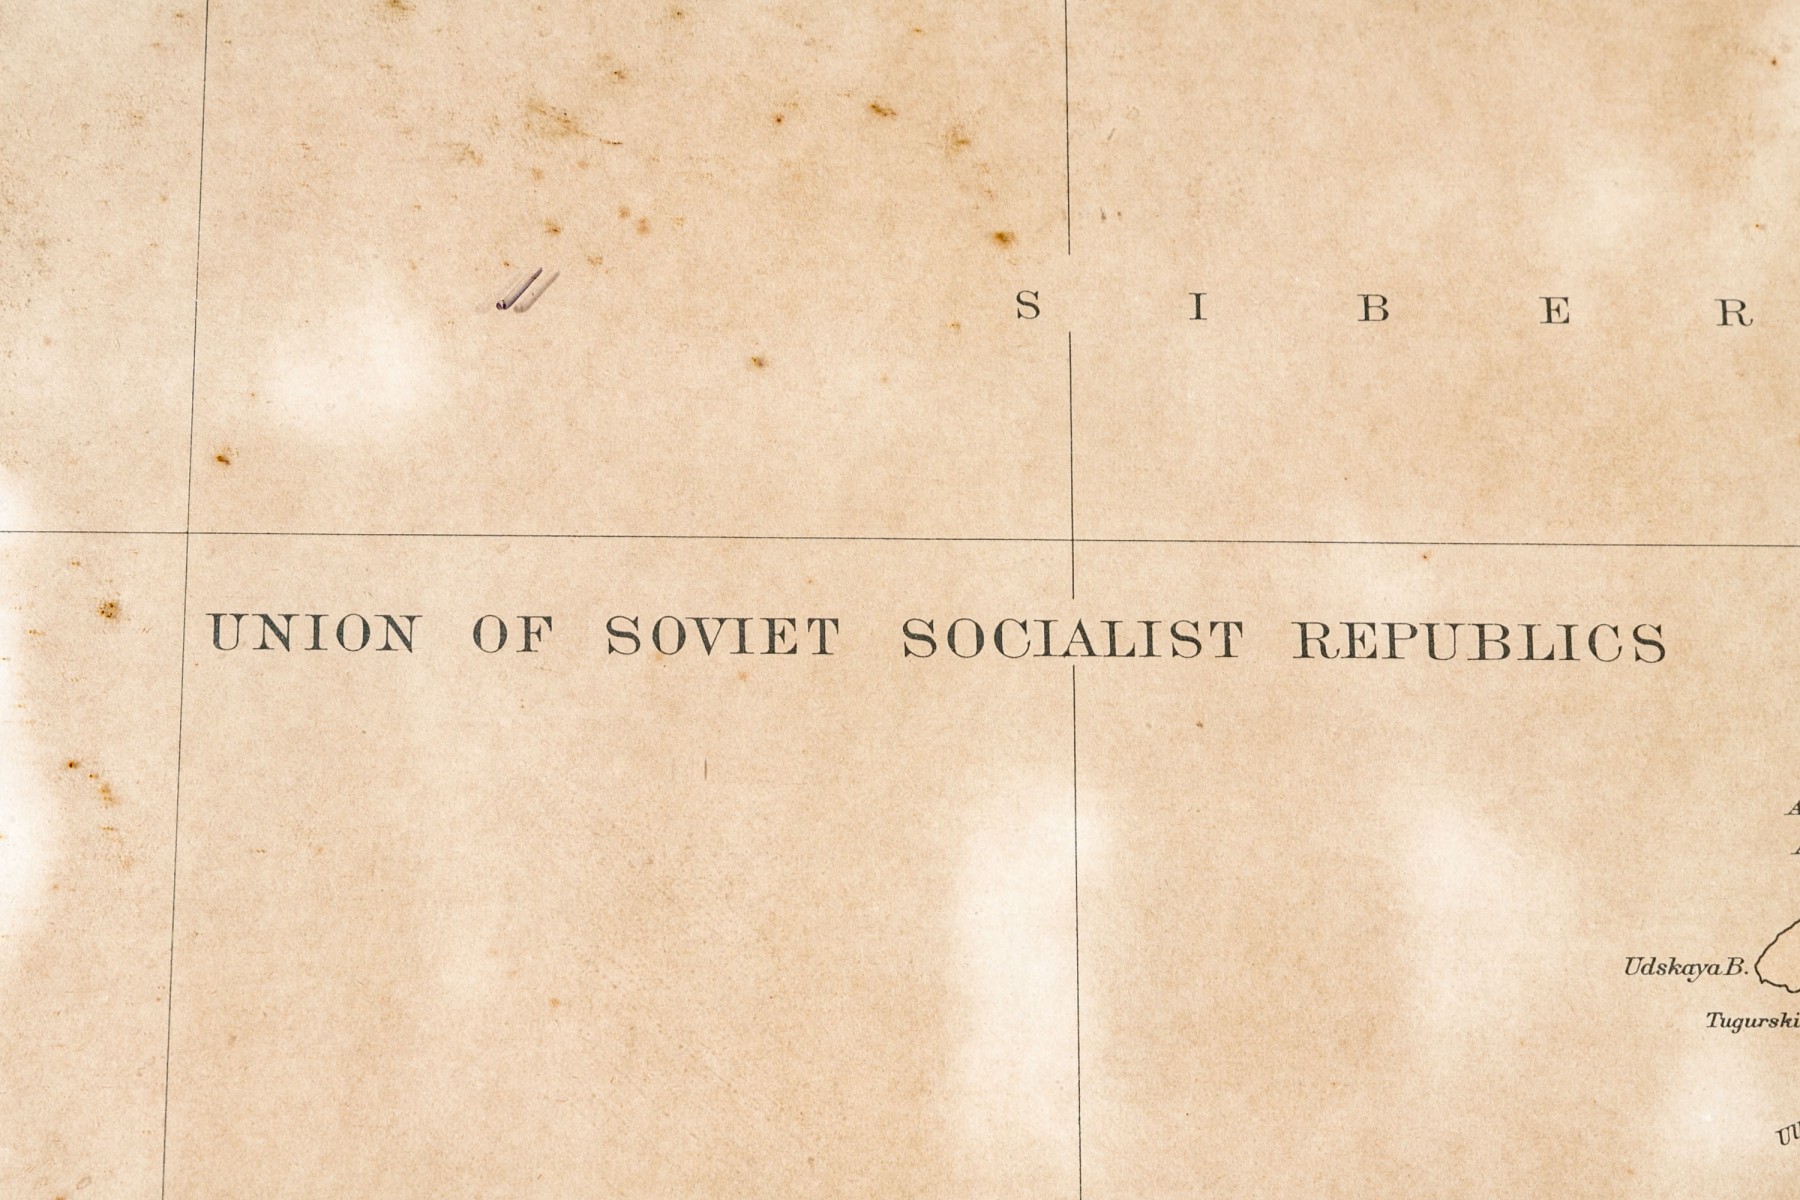 S I B E R
UNION OF SOVIET SOCIALIST REPUBLICS
Udskaya B.
Tugurski